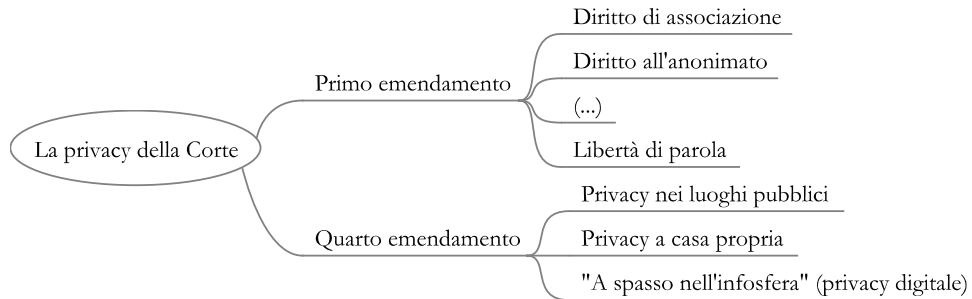 La privacy della Corte
Primo emendamento
Diritto di associazione
Diritto all'anonimato
(...)
Libertà di parola
Quarto emendamento
Privacy nei luoghi pubblici
Privacy a casa propria
"A spasso nell'infosfera" (privacy digitale)